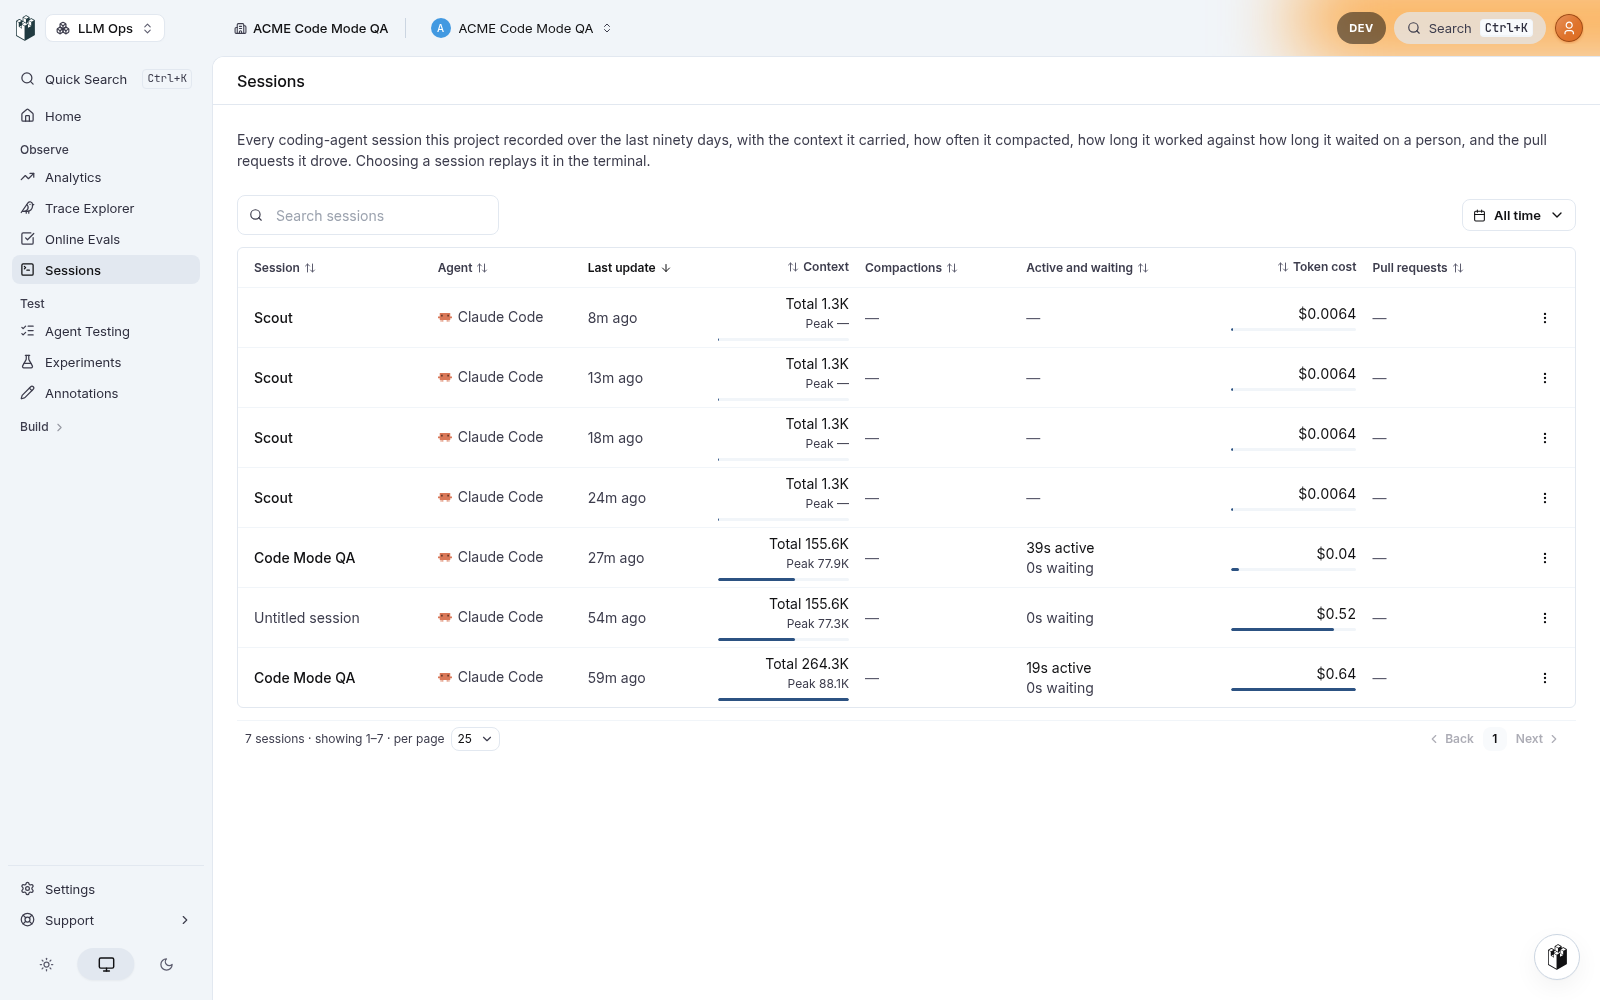 LLM Ops
ACME Code Mode QA
A ACME Code Mode QA
DEV
Search Ctrl+K
Quick Search Ctrl+K
Home
Observe
Analytics
Trace Explorer
Online Evals
Sessions
Test
Agent Testing
Experiments
Annotations
Build
Settings
Support
Sessions
Every coding-agent session this project recorded over the last ninety days, with the context it carried, how often it compacted, how long it worked against how long it waited on a person, and the pull
requests it drove. Choosing a session replays it in the terminal.
Search sessions
All time
Session Agent Last update Context Compactions Active and waiting Token cost Pull requests
Scout Claude Code 8m ago Total 1.3K — — $0.0064 —
Peak —
Scout Claude Code 13m ago Total 1.3K — — $0.0064 —
Peak —
Scout Claude Code 18m ago Total 1.3K — — $0.0064 —
Peak —
Scout Claude Code 24m ago Total 1.3K — — $0.0064 —
Peak —
Code Mode QA Claude Code 27m ago Total 155.6K — 39s active $0.04 —
Peak 77.9K 0s waiting
Untitled session Claude Code 54m ago Total 155.6K — 0s waiting $0.52 —
Peak 77.3K
Code Mode QA Claude Code 59m ago Total 264.3K — 19s active $0.64 —
Peak 88.1K 0s waiting
7 sessions · showing 1–7 · per page 25
Back 1 Next